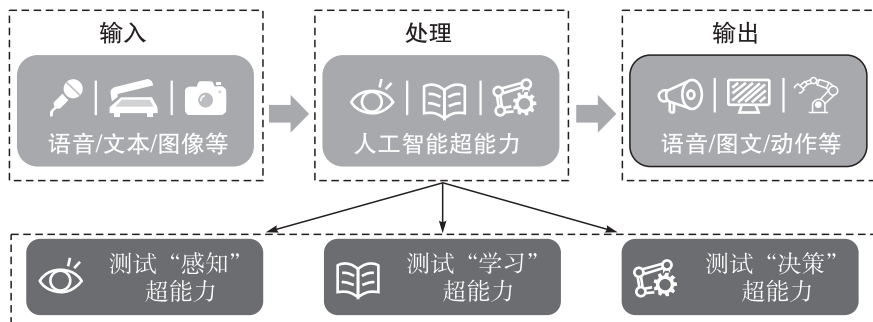 输入
处理
输出
语音/文本/图像等
人工智能超能力
语音/图文/动作等
测试“感知”
超能力
测试“学习”
超能力
测试“决策”
超能力